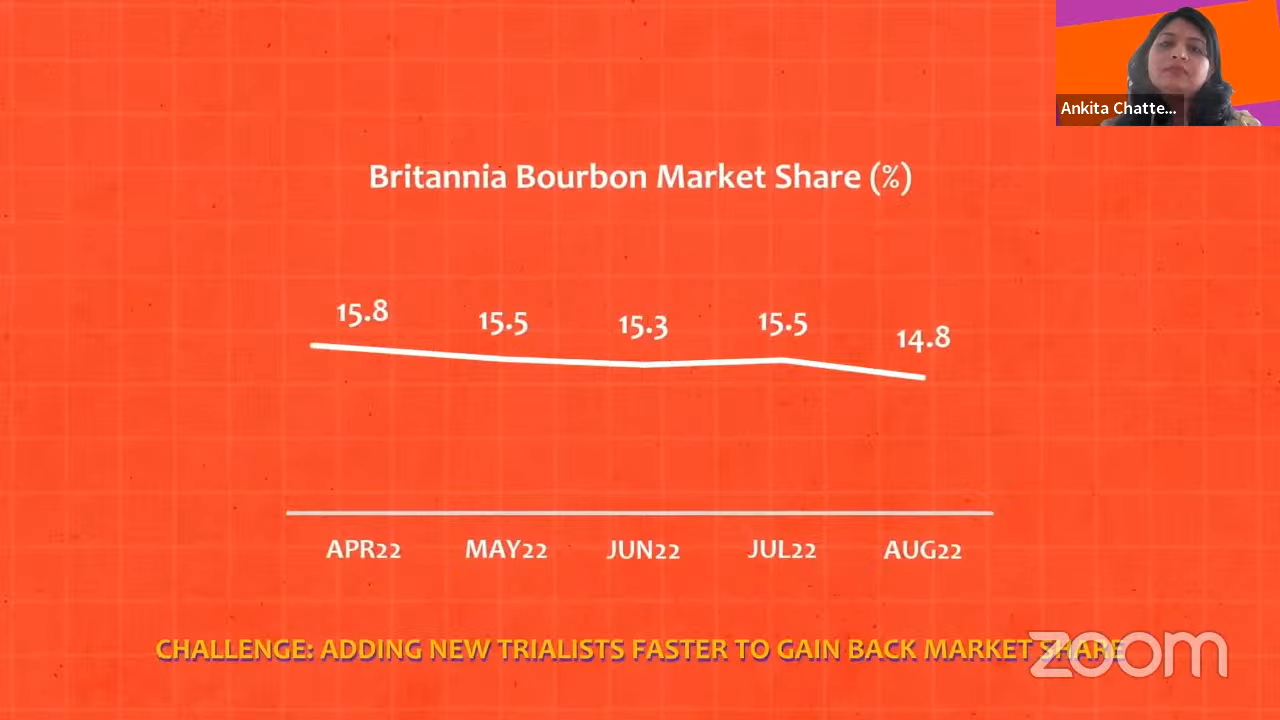 Ankita Chatte...
Britannia Bourbon Market Share (%)
15.8 15.5 15.3 15.5 14.8
APR22 MAY22 JUN22 JUL22 AUG22
CHALLENGE: ADDING NEW TRIALISTS FASTER TO GAIN BACK MARKET SHARE
zoom